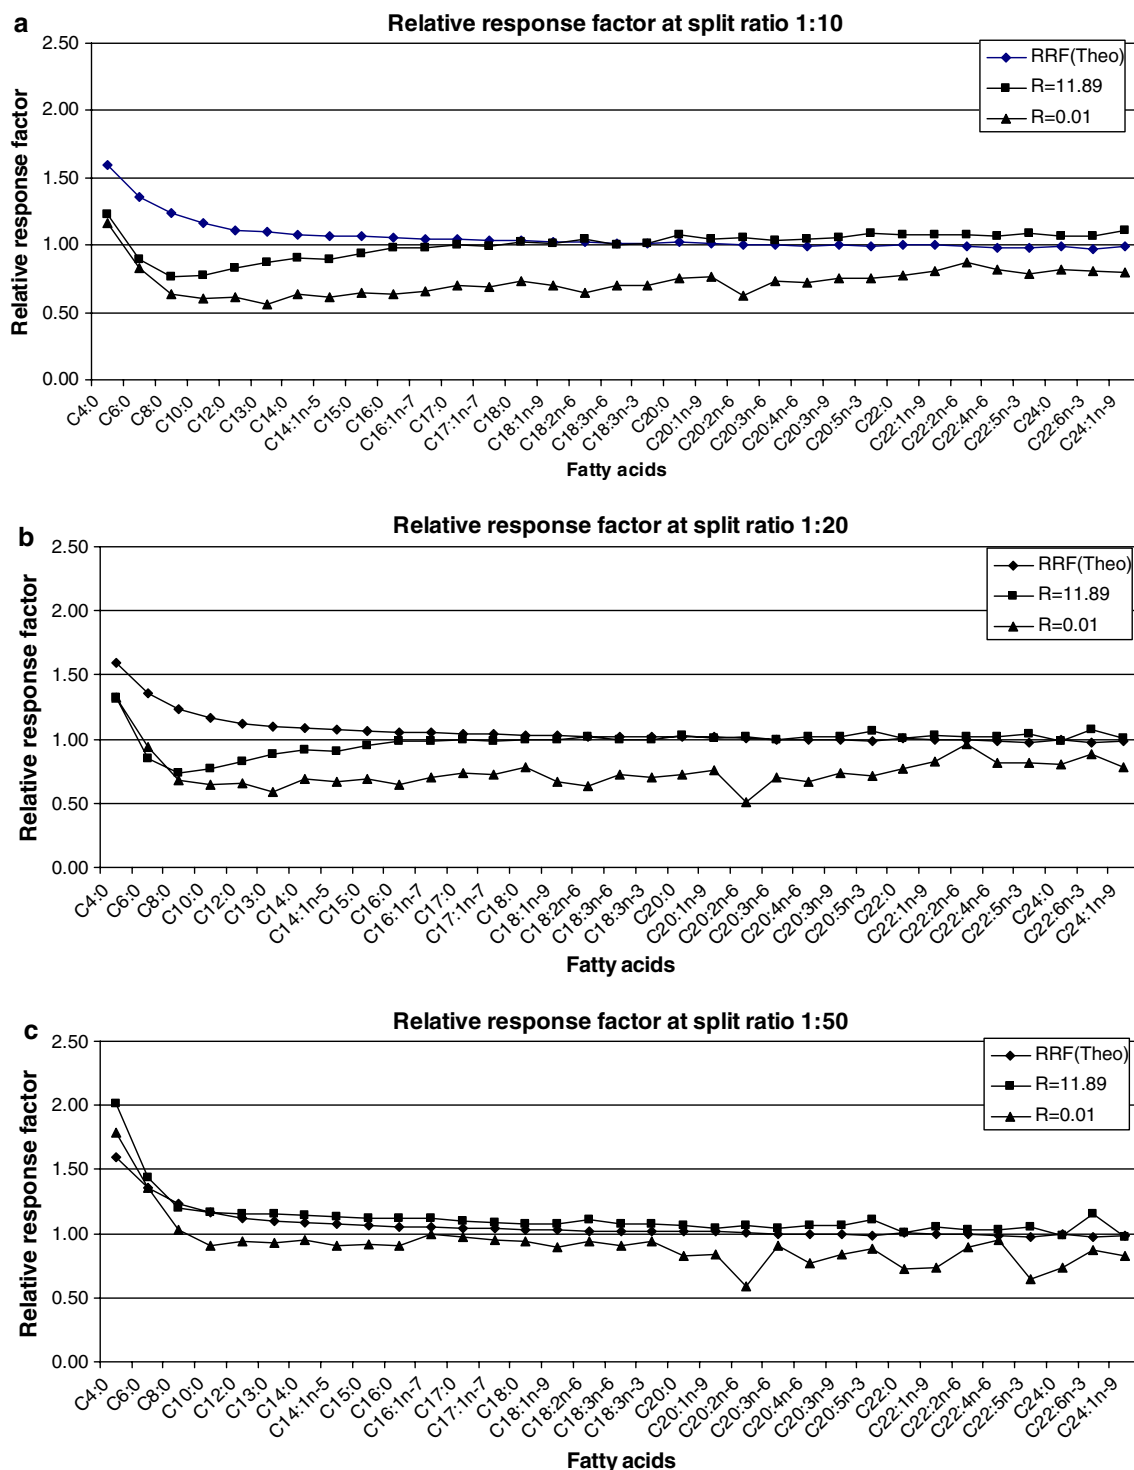 a
Relative response factor at split ratio 1:10
2.50
2.00
1.50
1.00
0.50
0.00
Relative response factor
RRF(Theo)
R=11.89
R=0.01
C4:0
C6:0
C8:0
C10:0
C12:0
C13:0
C14:0
C14:1n-5
C15:0
C16:0
C16:1n-7
C17:0
C17:1n-7
C18:0
C18:1n-9
C18:2n-6
C18:3n-6
C18:3n-3
C20:0
C20:1n-9
C20:2n-6
C20:3n-6
C20:4n-6
C20:3n-9
C20:5n-3
C22:0
C22:1n-9
C22:2n-6
C22:4n-6
C22:5n-3
C24:0
C22:6n-3
C24:1n-9
Fatty acids
b
Relative response factor at split ratio 1:20
2.50
2.00
1.50
1.00
0.50
0.00
Relative response factor
RRF(Theo)
R=11.89
R=0.01
C4:0
C6:0
C8:0
C10:0
C12:0
C13:0
C14:0
C14:1n-5
C15:0
C16:0
C16:1n-7
C17:0
C17:1n-7
C18:0
C18:1n-9
C18:2n-6
C18:3n-6
C18:3n-3
C20:0
C20:1n-9
C20:2n-6
C20:3n-6
C20:4n-6
C20:3n-9
C20:5n-3
C22:0
C22:1n-9
C22:2n-6
C22:4n-6
C22:5n-3
C24:0
C22:6n-3
C24:1n-9
Fatty acids
c
Relative response factor at split ratio 1:50
2.50
2.00
1.50
1.00
0.50
0.00
Relative response factor
RRF(Theo)
R=11.89
R=0.01
C4:0
C6:0
C8:0
C10:0
C12:0
C13:0
C14:0
C14:1n-5
C15:0
C16:0
C16:1n-7
C17:0
C17:1n-7
C18:0
C18:1n-9
C18:2n-6
C18:3n-6
C18:3n-3
C20:0
C20:1n-9
C20:2n-6
C20:3n-6
C20:4n-6
C20:3n-9
C20:5n-3
C22:0
C22:1n-9
C22:2n-6
C22:4n-6
C22:5n-3
C24:0
C22:6n-3
C24:1n-9
Fatty acids